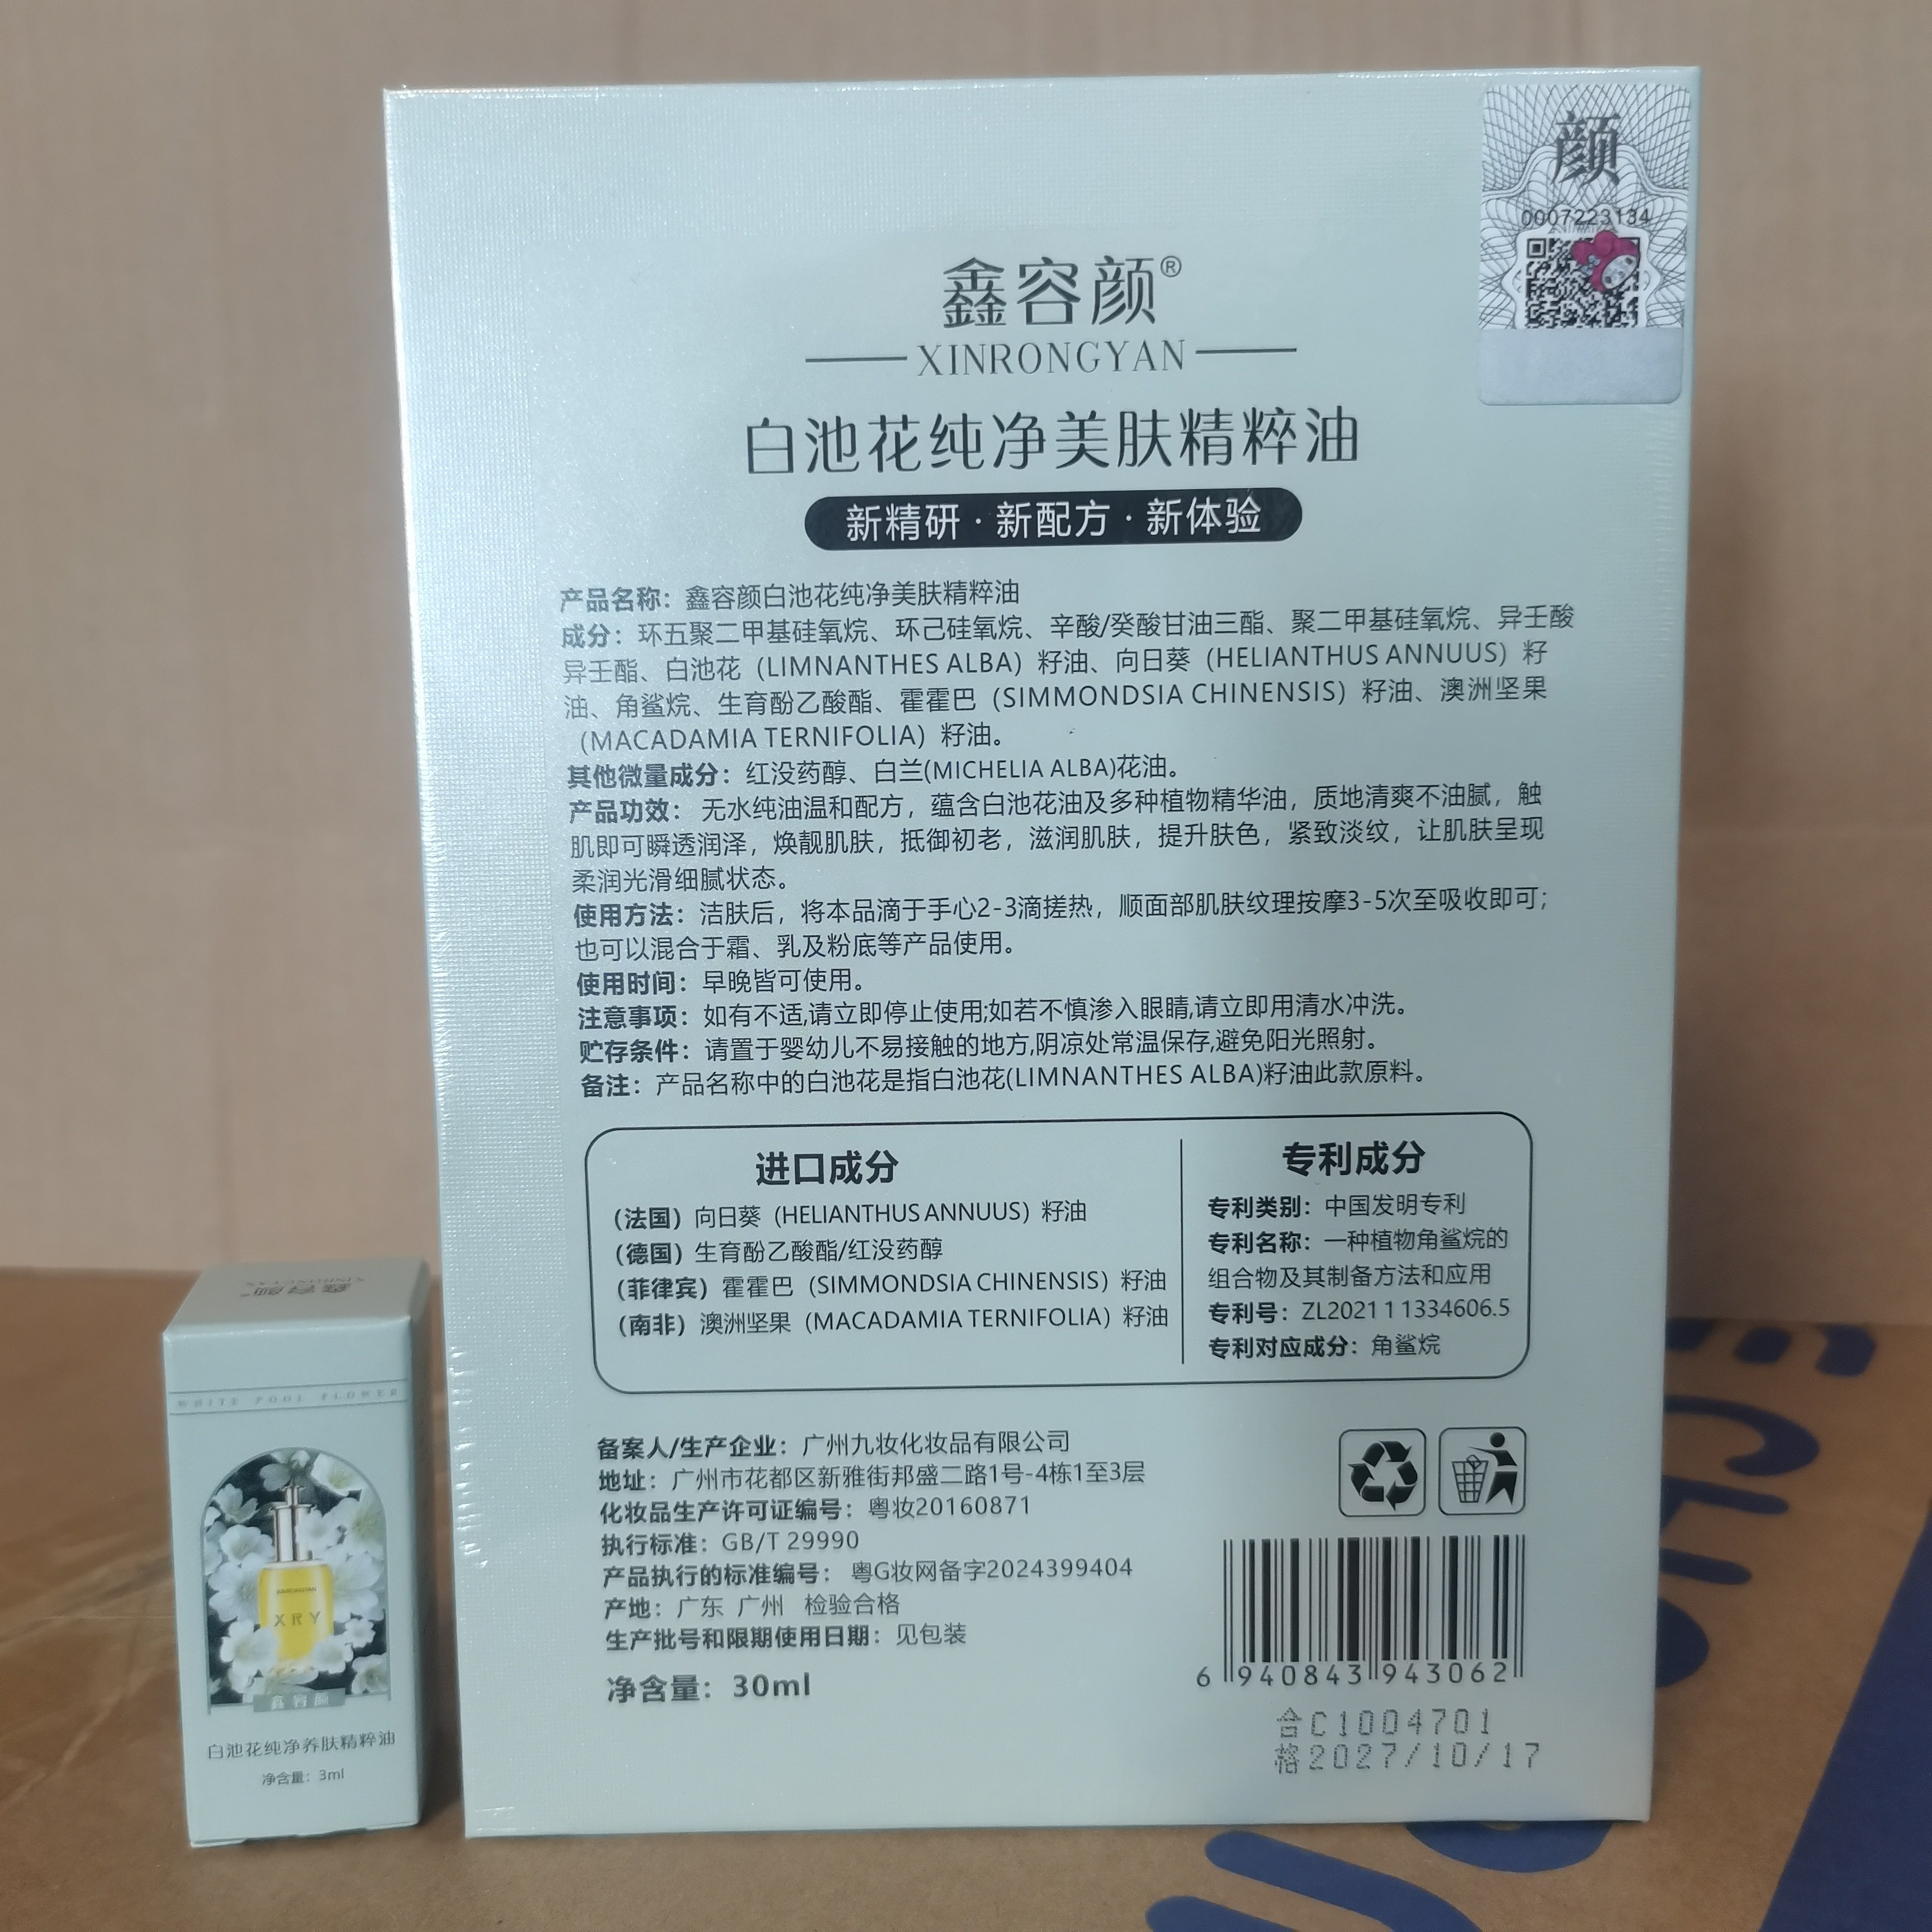 颜
0007223134
鑫容颜®
XINRONGYAN
白池花纯净美肤精粹油
新精研·新配方·新体验
产品名称：鑫容颜白池花纯净美肤精粹油
成分：环五聚二甲基硅氧烷、环己硅氧烷、辛酸/癸酸甘油三酯、聚二甲基硅氧烷、异壬酸
异壬酯、白池花（LIMNANTHES ALBA）籽油、向日葵（HELIANTHUS ANNUUS）籽
油、角鲨烷、生育酚乙酸酯、霍霍巴（SIMMONDSIA CHINENSIS）籽油、澳洲坚果
（MACADAMIA TERNIFOLIA）籽油。
其他微量成分：红没药醇、白兰(MICHELIA ALBA)花油。
产品功效：无水纯油温和配方，蕴含白池花油及多种植物精华油，质地清爽不油腻，触
肌即可瞬透润泽，焕靓肌肤，抵御初老，滋润肌肤，提升肤色，紧致淡纹，让肌肤呈现
柔润光滑细腻状态。
使用方法：洁肤后，将本品滴于手心2-3滴搓热，顺面部肌肤纹理按摩3-5次至吸收即可；
也可以混合于霜、乳及粉底等产品使用。
使用时间：早晚皆可使用。
注意事项：如有不适,请立即停止使用;如若不慎渗入眼睛,请立即用清水冲洗。
贮存条件：请置于婴幼儿不易接触的地方,阴凉处常温保存,避免阳光照射。
备注：产品名称中的白池花是指白池花(LIMNANTHES ALBA)籽油此款原料。
进口成分
（法国）向日葵（HELIANTHUS ANNUUS）籽油
（德国）生育酚乙酸酯/红没药醇
（菲律宾）霍霍巴（SIMMONDSIA CHINENSIS）籽油
（南非）澳洲坚果（MACADAMIA TERNIFOLIA）籽油
专利成分
专利类别：中国发明专利
专利名称：一种植物角鲨烷的
组合物及其制备方法和应用
专利号：ZL2021 1 1334606.5
专利对应成分：角鲨烷
备案人/生产企业：广州九妆化妆品有限公司
地址：广州市花都区新雅街邦盛二路1号-4栋1至3层
化妆品生产许可证编号：粤妆20160871
执行标准：GB/T 29990
产品执行的标准编号：粤G妆网备字2024399404
产地：广东 广州 检验合格
生产批号和限期使用日期：见包装
净含量：30ml
6 940843 943062
合C1004701
格2027/10/17
鑫容颜®
XINRONGYAN
WHITE POOL FLOWER
XINRONGYAN
XRY
鑫容颜
白池花纯净养肤精粹油
净含量：3ml